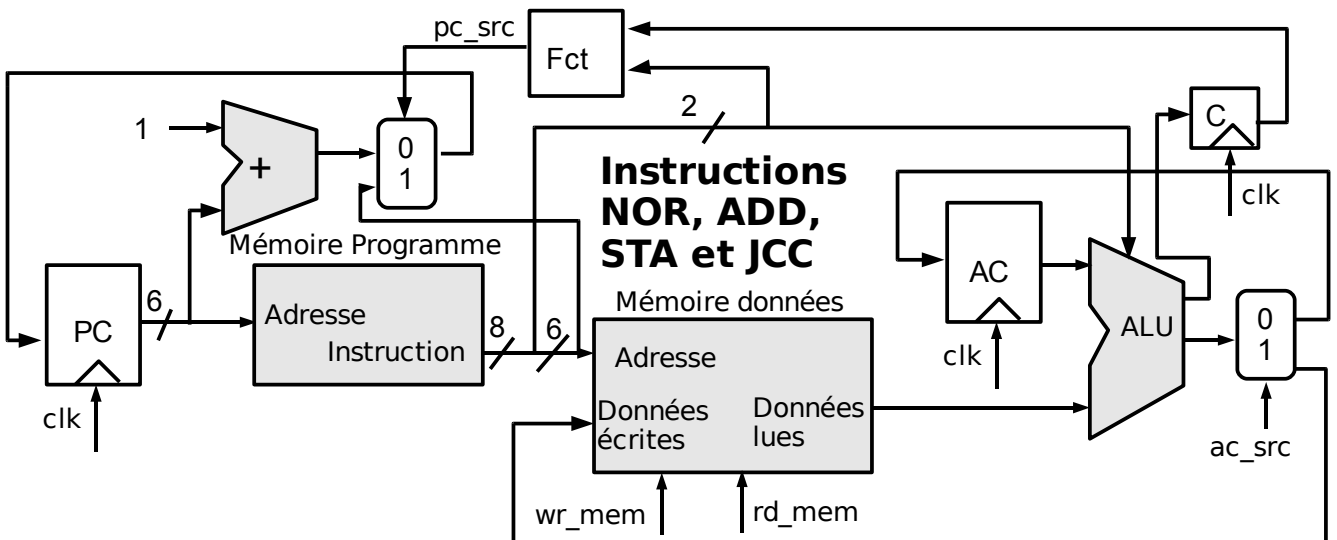 pc_src
Fct
2
C
1
+
0
1
clk
Instructions
NOR, ADD,
STA et JCC
Mémoire Programme
AC
6
PC
Adresse
Instruction
8
6
Mémoire données
Adresse
Données
écrites
Données
lues
clk
ALU
0
1
clk
ac_src
wr_mem
rd_mem